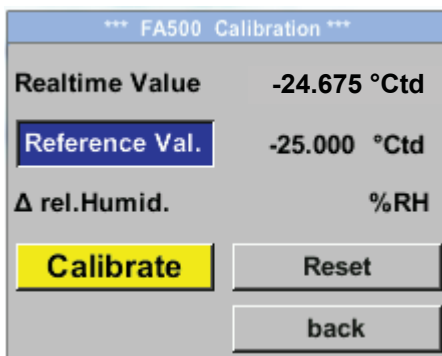 *** FA500 Calibration ***
Realtime Value -24.675 °Ctd
Reference Val. -25.000 °Ctd
Δ rel.Humid. %RH
Calibrate Reset
back